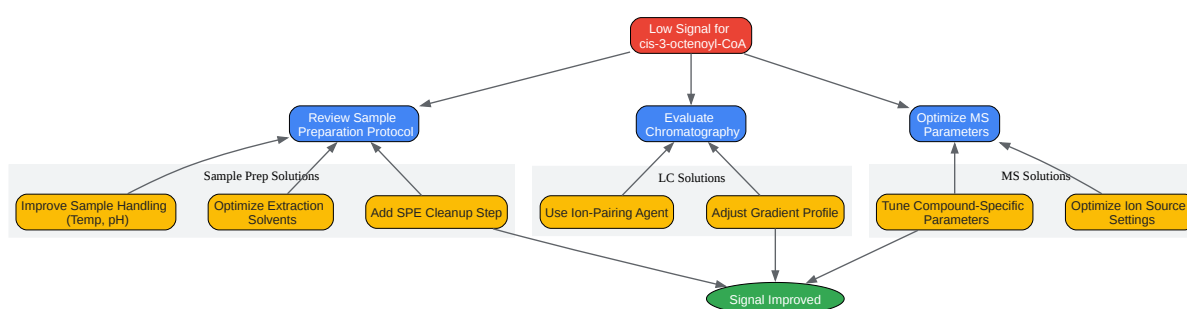 Low Signal for
cis-3-octenoyl-CoA
Review Sample
Preparation Protocol
Evaluate
Chromatography
Optimize MS
Parameters
Sample Prep Solutions
LC Solutions
MS Solutions
Improve Sample Handling
(Temp, pH)
Optimize Extraction
Solvents
Add SPE Cleanup Step
Use Ion-Pairing Agent
Adjust Gradient Profile
Tune Compound-Specific
Parameters
Optimize Ion Source
Settings
Signal Improved